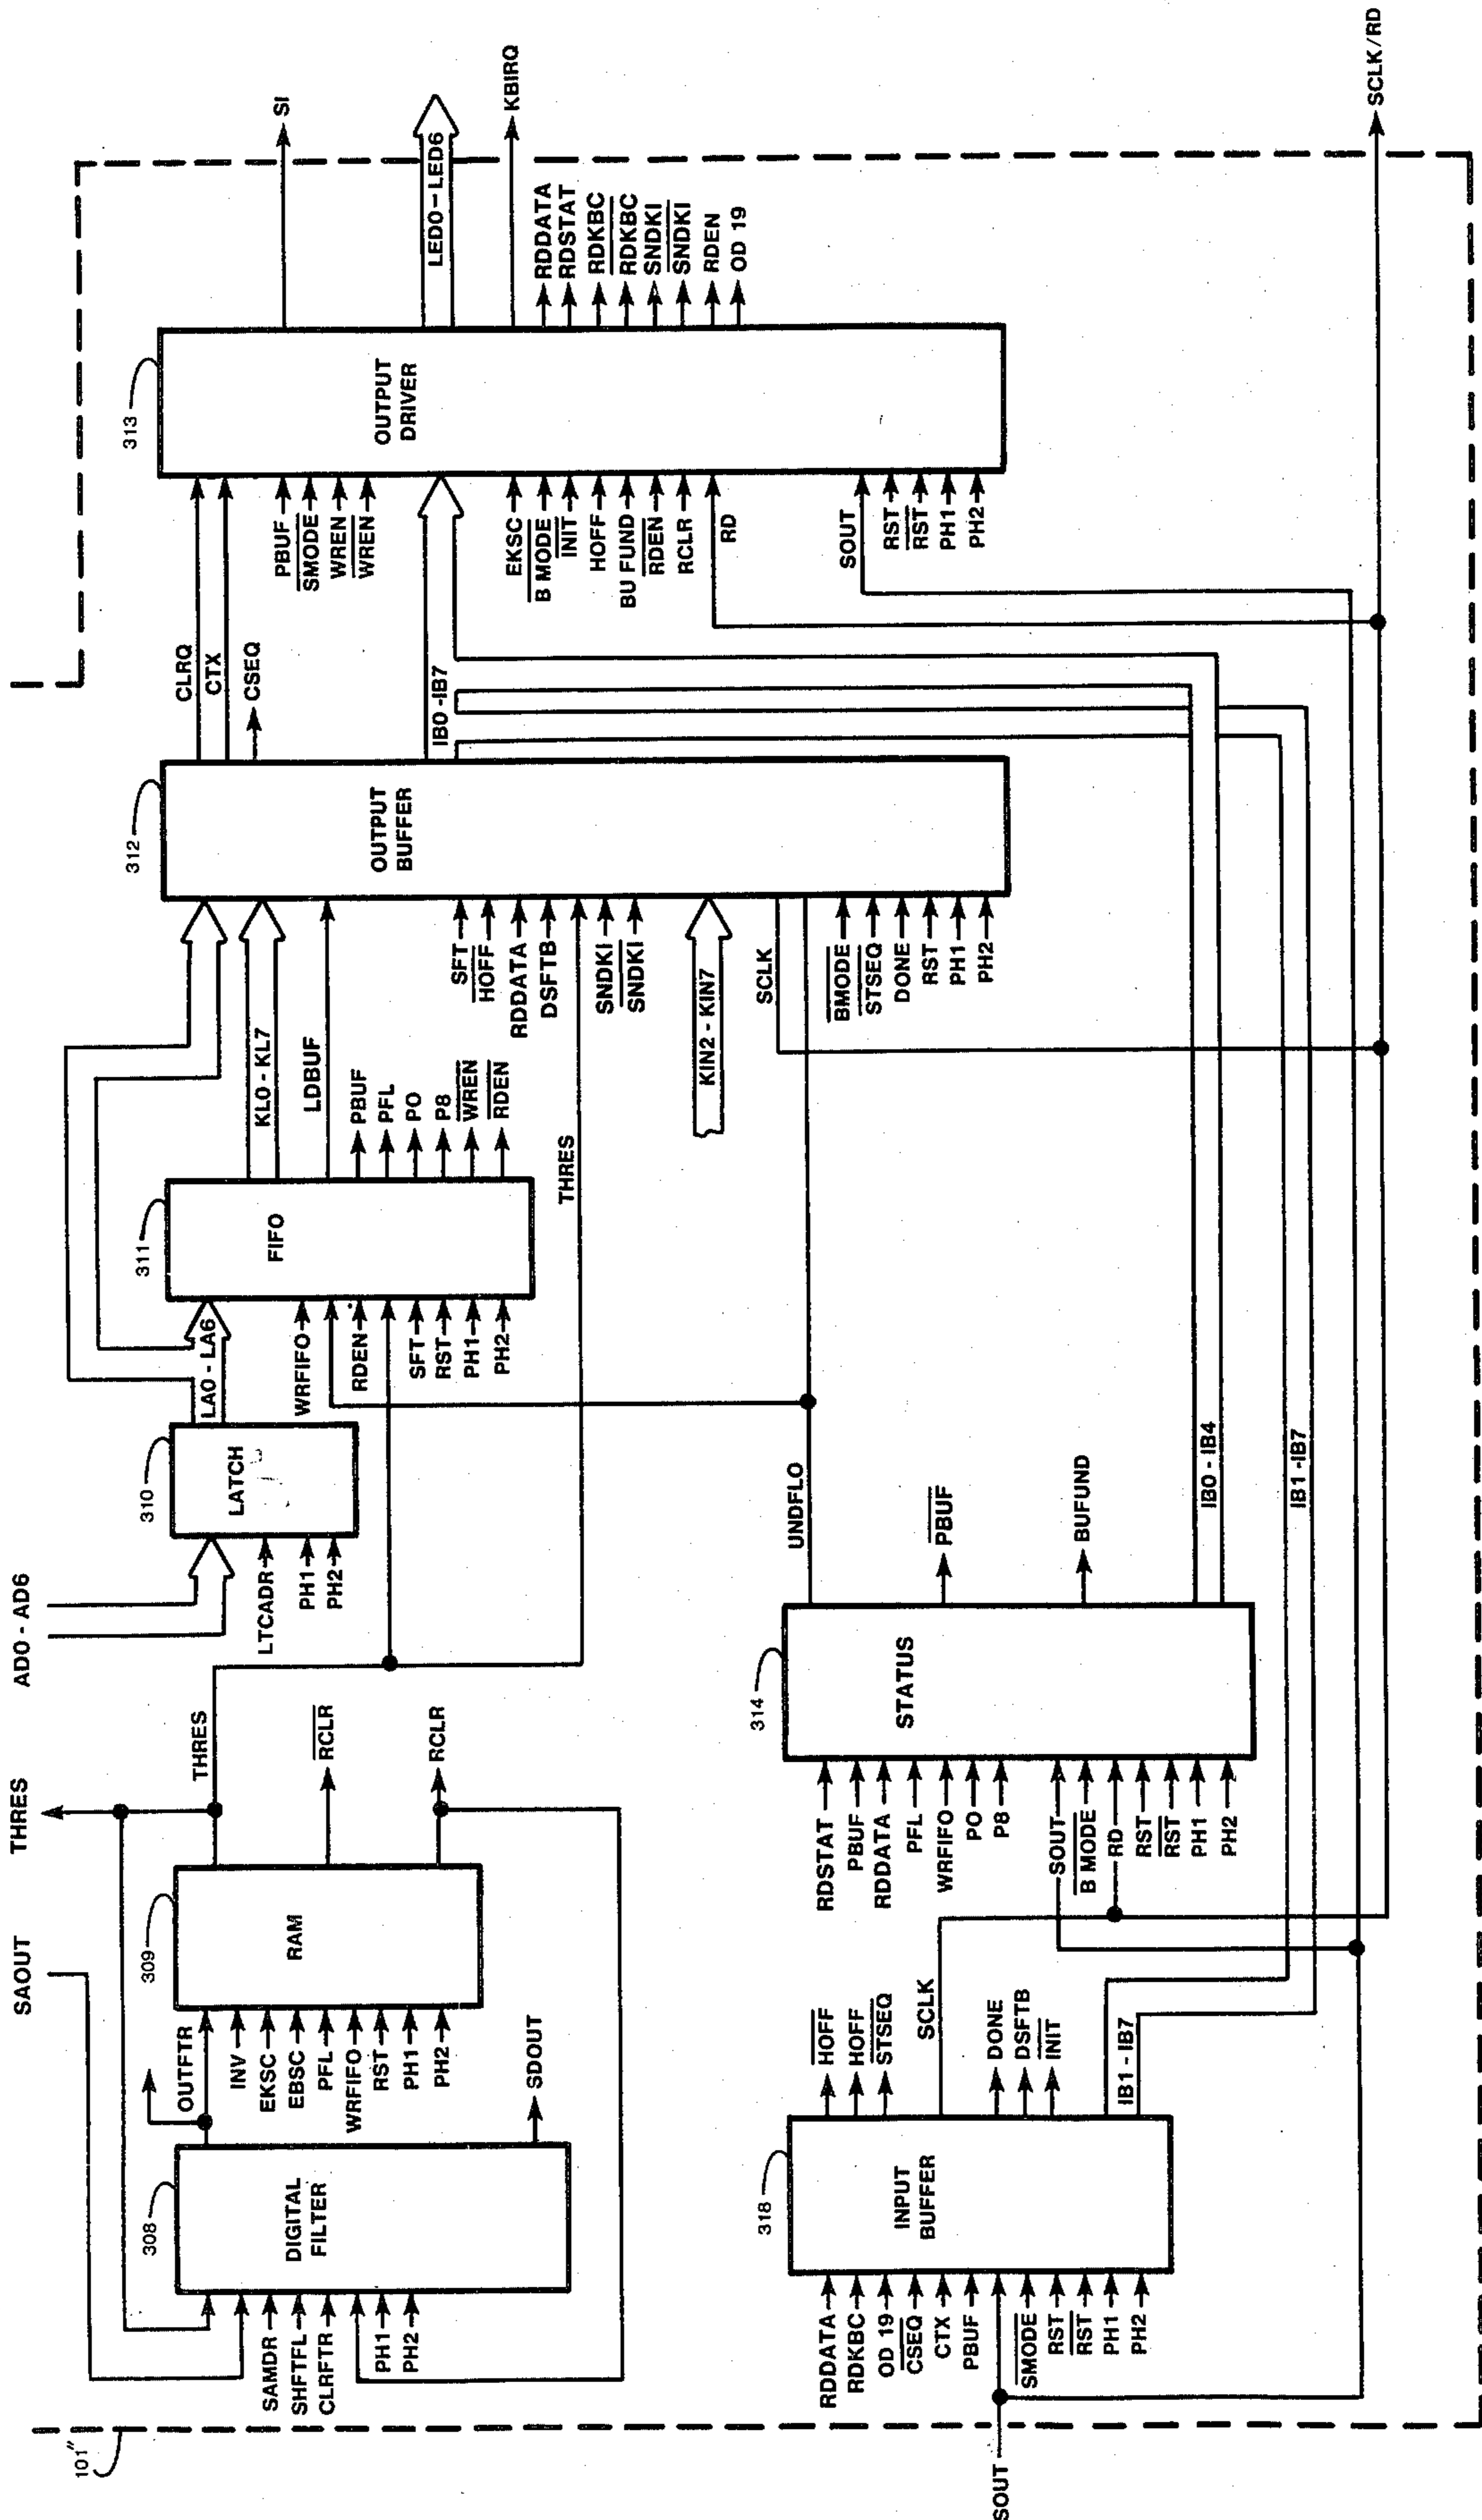 101"
SAOUT
THRES
AD0 - AD6
308
DIGITAL
FILTER
SAMDR
SHFTFL
CLRFTR
PH1
PH2
OUTFTR
SDOUT
309
RAM
INV
EKSC
EBSC
PFL
WRFIFO
RST
PH1
PH2
THRES
RCLR
RCLR
310
LATCH
LTCADR
PH1
PH2
LA0 - LA6
311
FIFO
WRFIFO
RDEN
SFT
RST
PH1
PH2
KL0 - KL7
LDBUF
PBUF
PFL
PO
P8
WREN
RDEN
THRES
312
OUTPUT
BUFFER
SFT
HOFF
RDDATA
DSFTB
SNDKI
SNDKI
KIN2 - KIN7
SCLK
BMODE
STSEQ
DONE
RST
PH1
PH2
CLRQ
CTX
CSEQ
IB0 - IB7
313
OUTPUT
DRIVER
PBUF
SMODE
WREN
WREN
EKSC
B MODE
INIT
HOFF
BU FUND
RDEN
RCLR
RD
SOUT
RST
RST
PH1
PH2
SI
LED0 - LED6
KBIRQ
RDDATA
RDSTAT
RDKBC
RDKBC
SNDKI
SNDKI
RDEN
OD 19
SCLK/RD
318
INPUT
BUFFER
RDDATA
RDKBC
OD 19
CSEQ
CTX
PBUF
SMODE
RST
RST
PH1
PH2
SOUT
HOFF
HOFF
STSEQ
SCLK
DONE
DSFTB
INIT
IB1 - IB7
314
STATUS
RDSTAT
PBUF
RDDATA
PFL
WRFIFO
PO
P8
SOUT
B MODE
RD
RST
RST
PH1
PH2
UNDFLO
PBUF
BUFUND
IB0 - IB4
IB1 - IB7